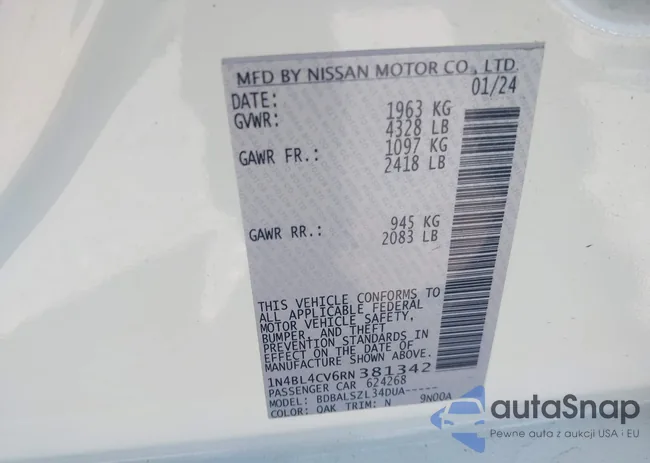 MFD BY NISSAN MOTOR CO., LTD.
DATE: 01/24
GVWR: 1963 KG
4328 LB
GAWR FR.: 1097 KG
2418 LB
GAWR RR.: 945 KG
2083 LB
THIS VEHICLE CONFORMS TO
ALL APPLICABLE FEDERAL
MOTOR VEHICLE SAFETY,
BUMPER, AND THEFT
PREVENTION STANDARDS IN
EFFECT ON THE DATE OF
MANUFACTURE SHOWN ABOVE.
1N4BL4CV6RN381342
PASSENGER CAR 624268
MODEL: BDBALSZL34DUA-----
COLOR: QAK TRIM: N 9N00A
autoSnap
Pewne auta z aukcji USA i EU